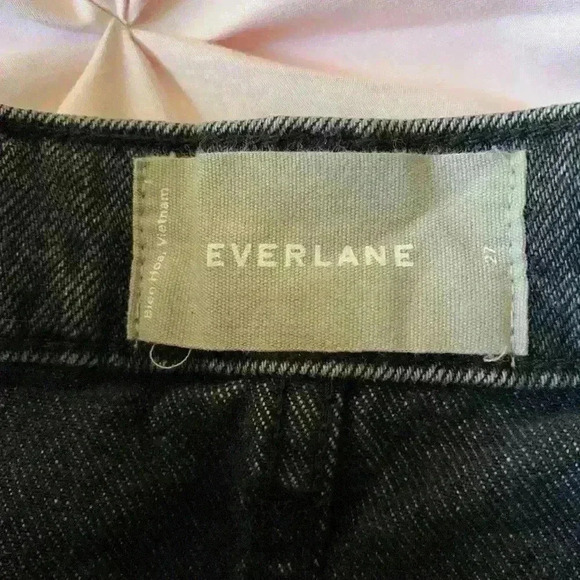 Bien Hoa, Vietnam
EVERLANE
27